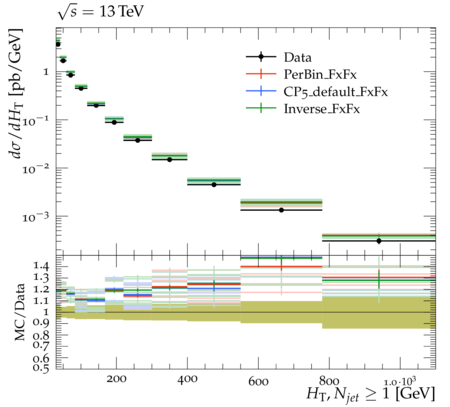 √s = 13 TeV
dσ/dH_T [pb/GeV]
1
10⁻¹
10⁻²
10⁻³
Data
PerBin_FxFx
CP5_default_FxFx
Inverse_FxFx
MC/Data
1.4
1.3
1.2
1.1
1
0.9
0.8
0.7
0.6
0.5
200 400 600 800 1.0·10³
H_T, N_jet ≥ 1 [GeV]